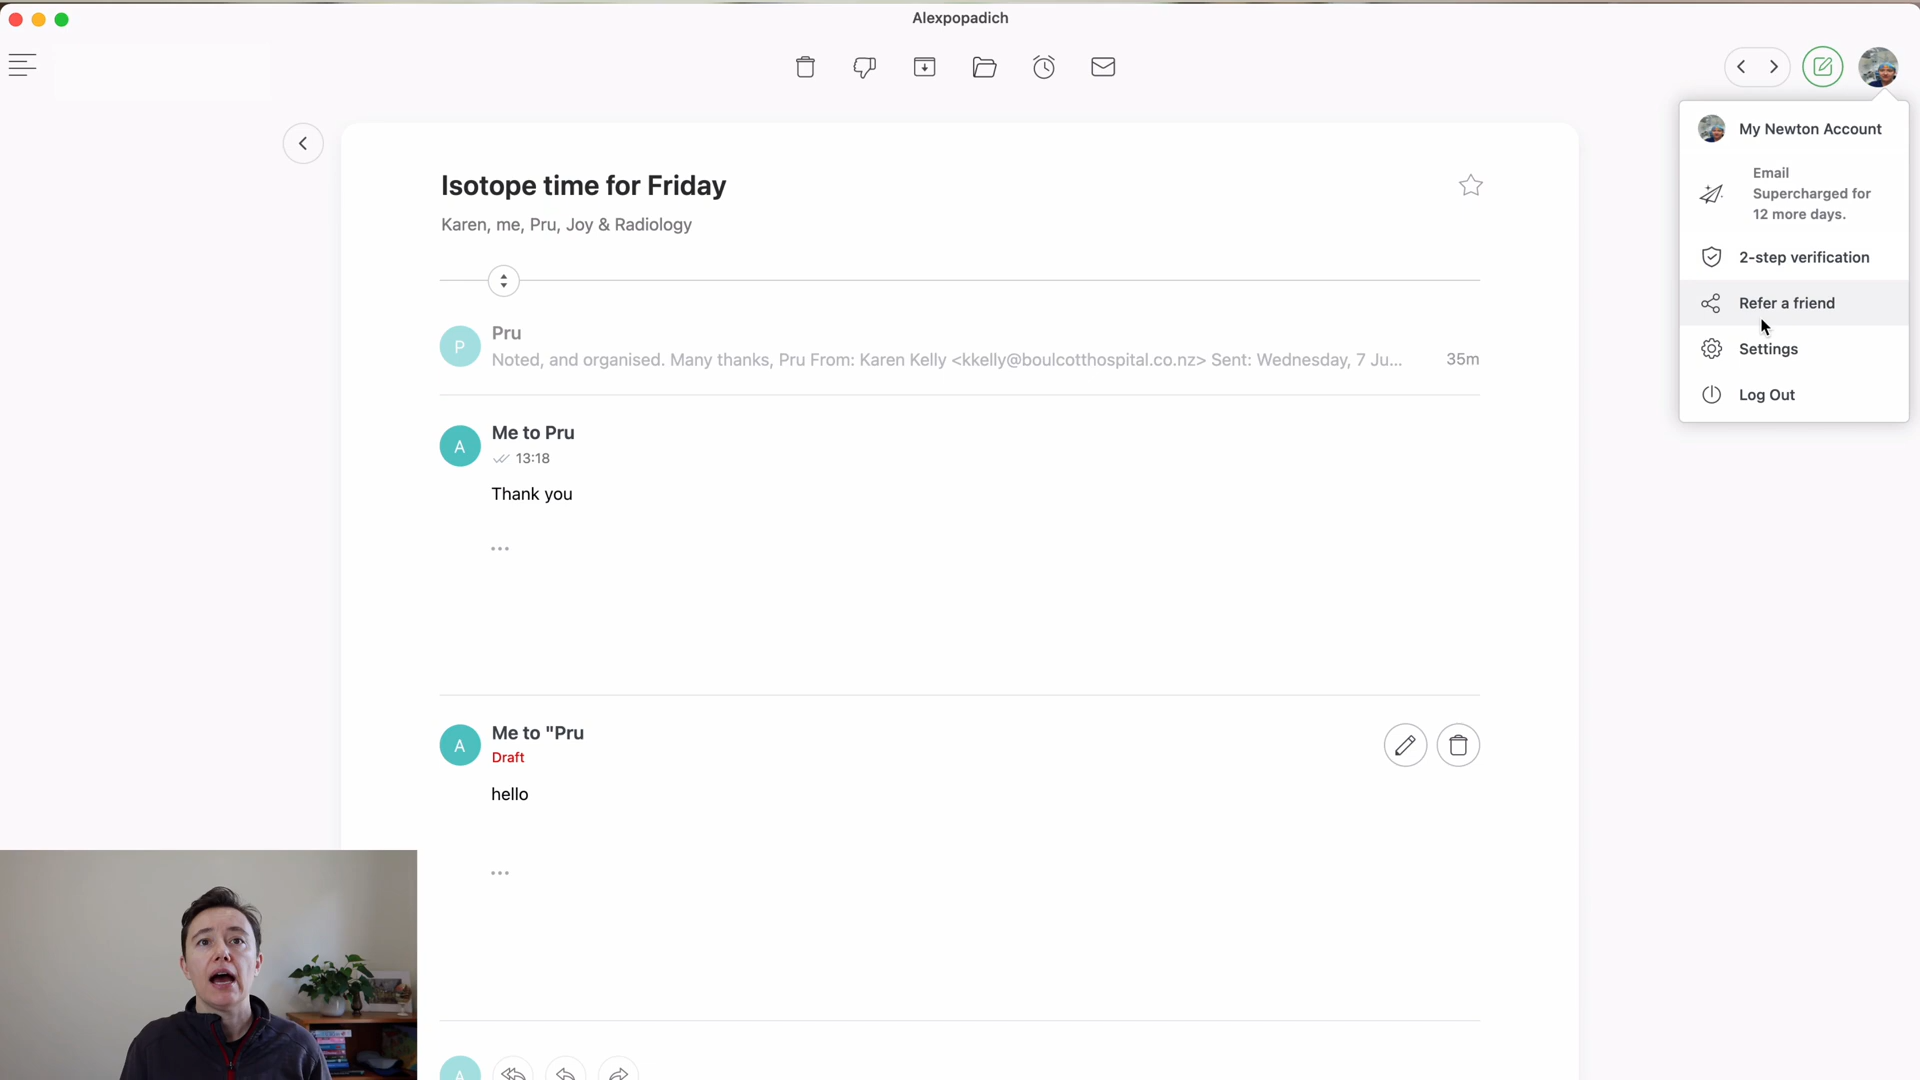 Alexpopadich
My Newton Account
Email
Supercharged for
12 more days.
2-step verification
Refer a friend
Settings
Log Out
Isotope time for Friday
Karen, me, Pru, Joy & Radiology
P
Pru
Noted, and organised. Many thanks, Pru From: Karen Kelly <kkelly@boulcotthospital.co.nz> Sent: Wednesday, 7 Ju...
35m
A
Me to Pru
13:18
Thank you
...
A
Me to "Pru
Draft
hello
...
A